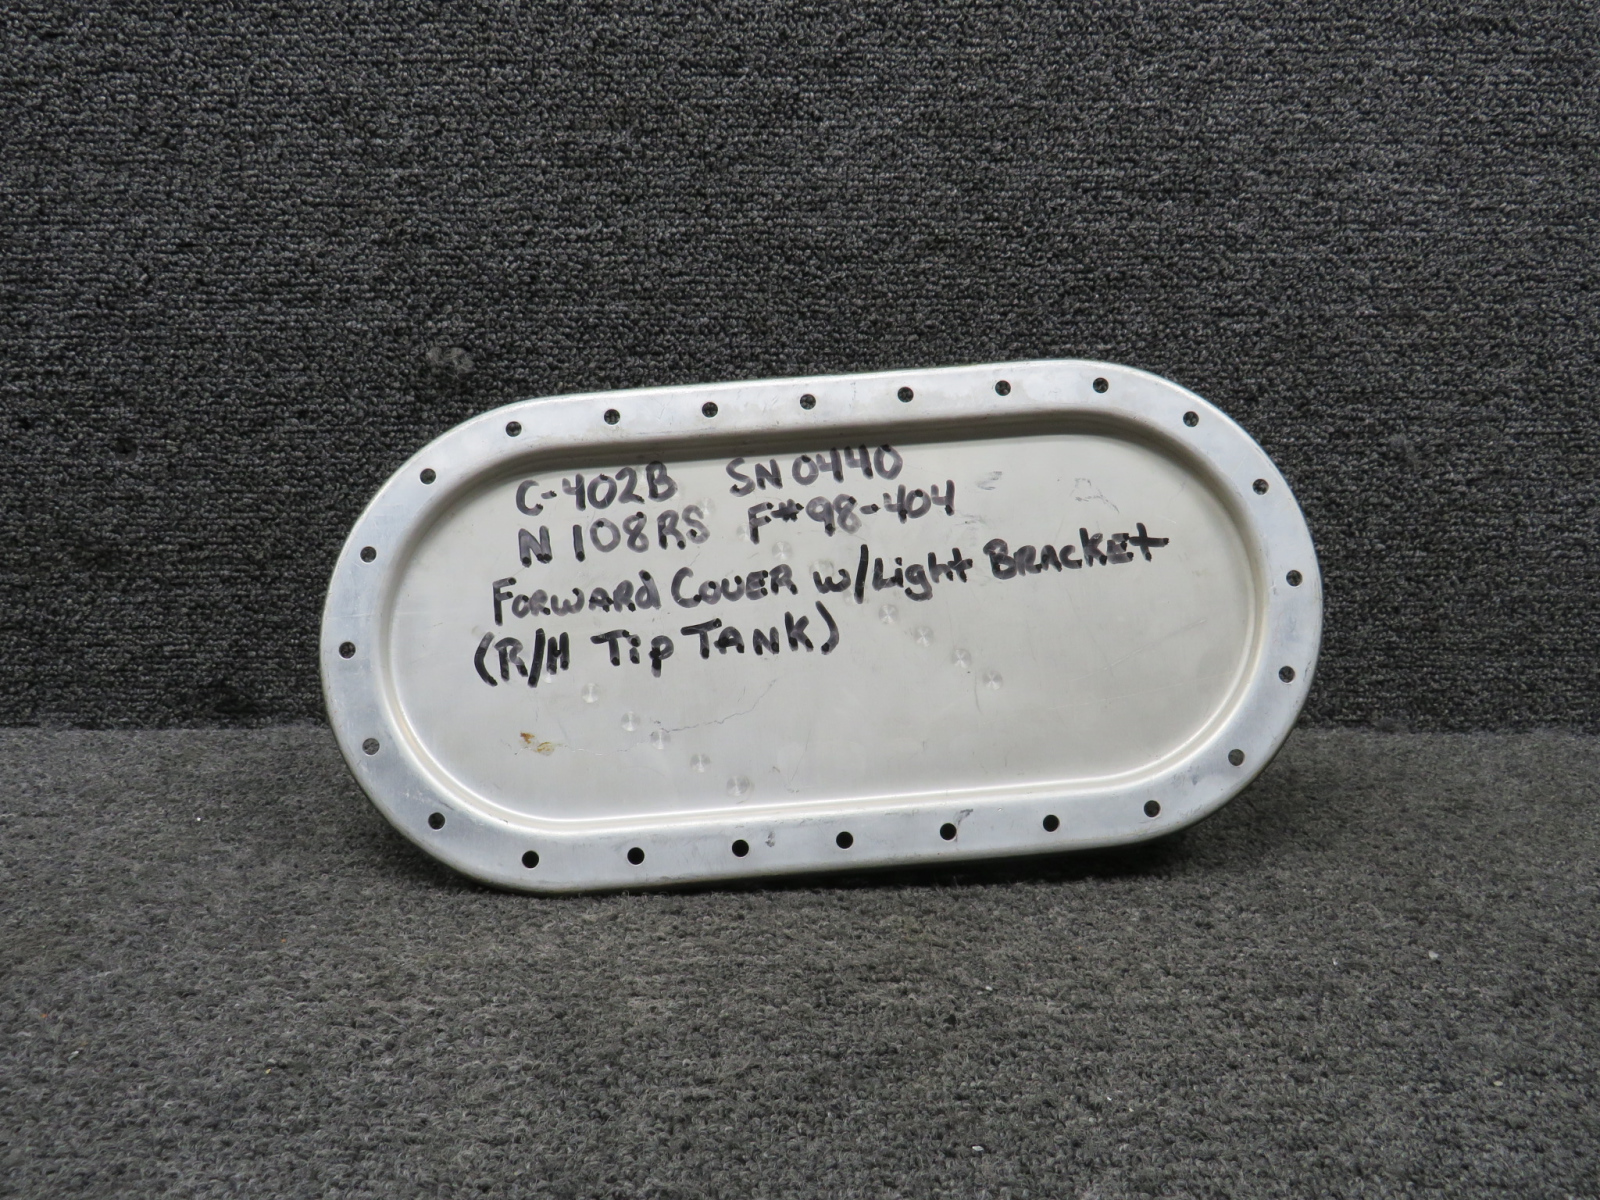 C-402B SN0440
N108RS F#98-404
FORWARd COVER w/Light BRACKEt
(R/H Tip TANK)